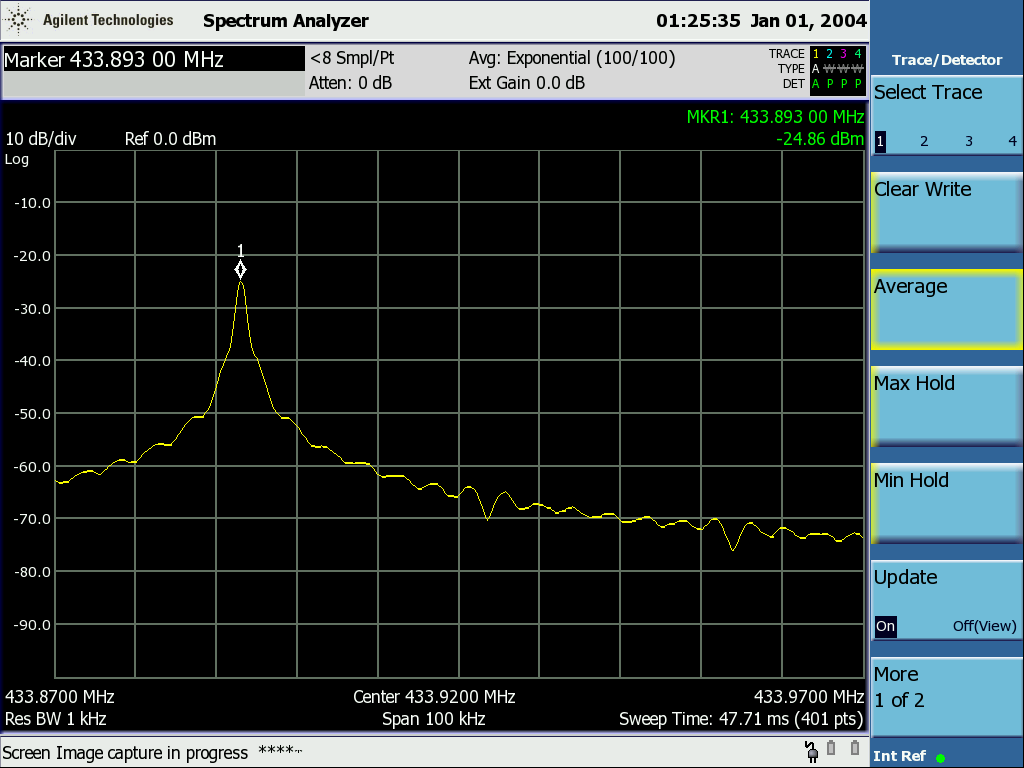 Agilent Technologies Spectrum Analyzer 01:25:35 Jan 01, 2004
Marker 433.893 00 MHz
<8 Smpl/Pt Avg: Exponential (100/100)
Atten: 0 dB Ext Gain 0.0 dB
TRACE 1 2 3 4
TYPE A W W W
DET A P P P
MKR1: 433.893 00 MHz
10 dB/div Ref 0.0 dBm -24.86 dBm
Log
-10.0
1
-20.0
-30.0
-40.0
-50.0
-60.0
-70.0
-80.0
-90.0
433.8700 MHz Center 433.9200 MHz 433.9700 MHz
Res BW 1 kHz Span 100 kHz Sweep Time: 47.71 ms (401 pts)
Screen Image capture in progress ****~
Trace/Detector
Select Trace
1 2 3 4
Clear Write
Average
Max Hold
Min Hold
Update
On Off(View)
More
1 of 2
Int Ref